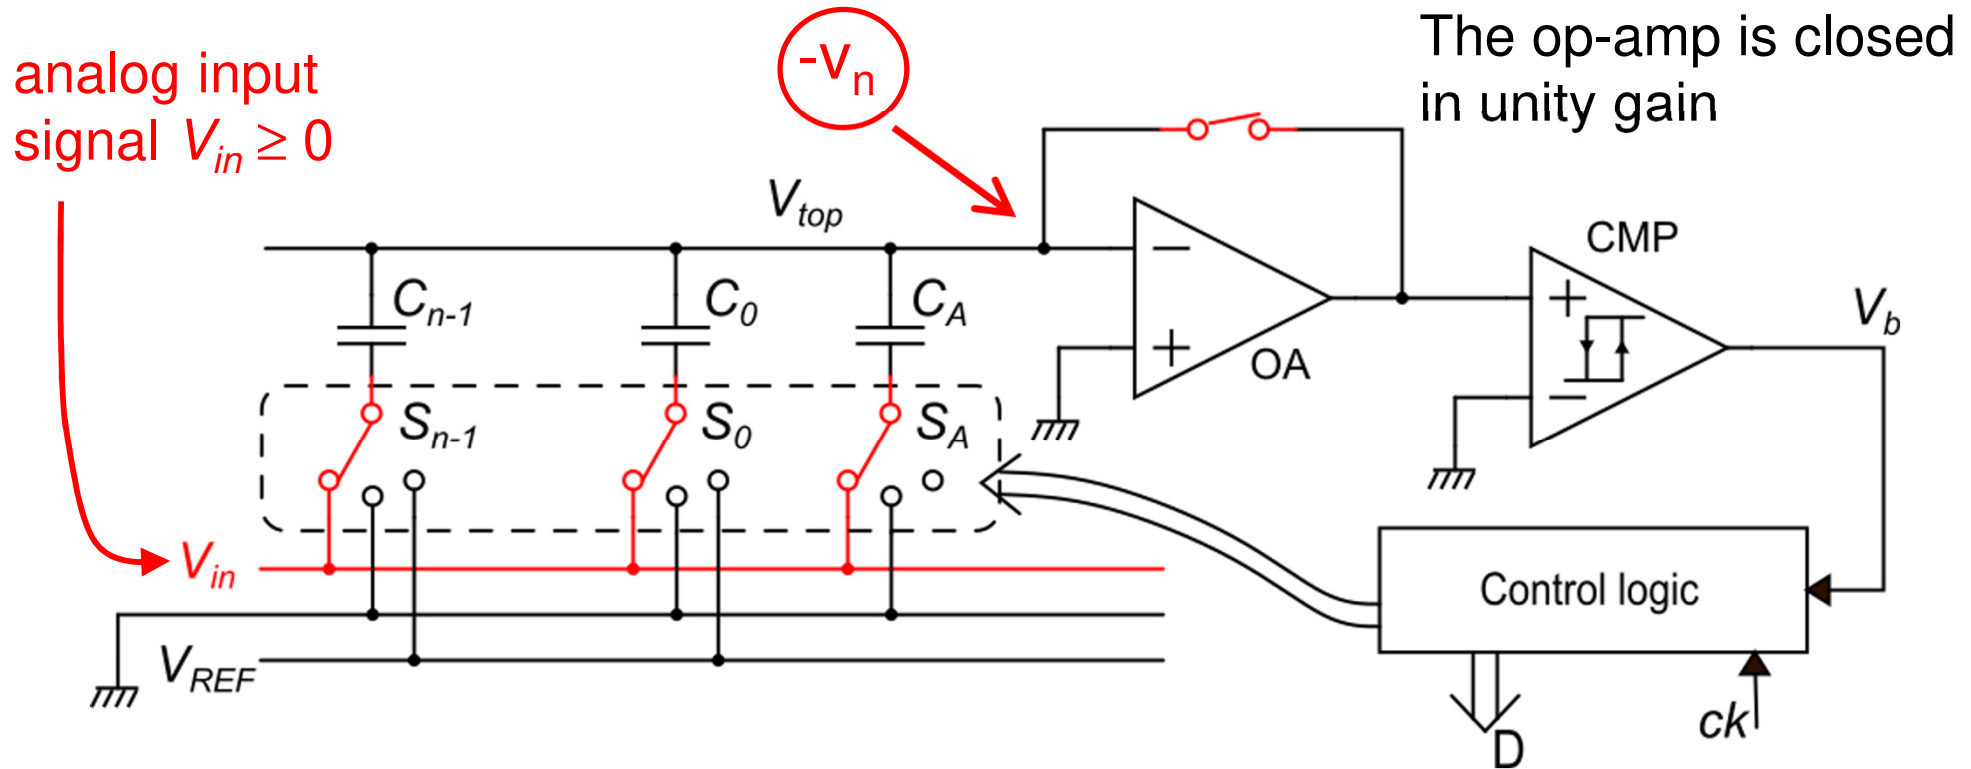 analog input
signal Vin ≥ 0
-vn
The op-amp is closed
in unity gain
Vtop
CMP
Cn-1
C0
CA
Vb
OA
Sn-1
S0
SA
Vin
Control logic
VREF
ck
D